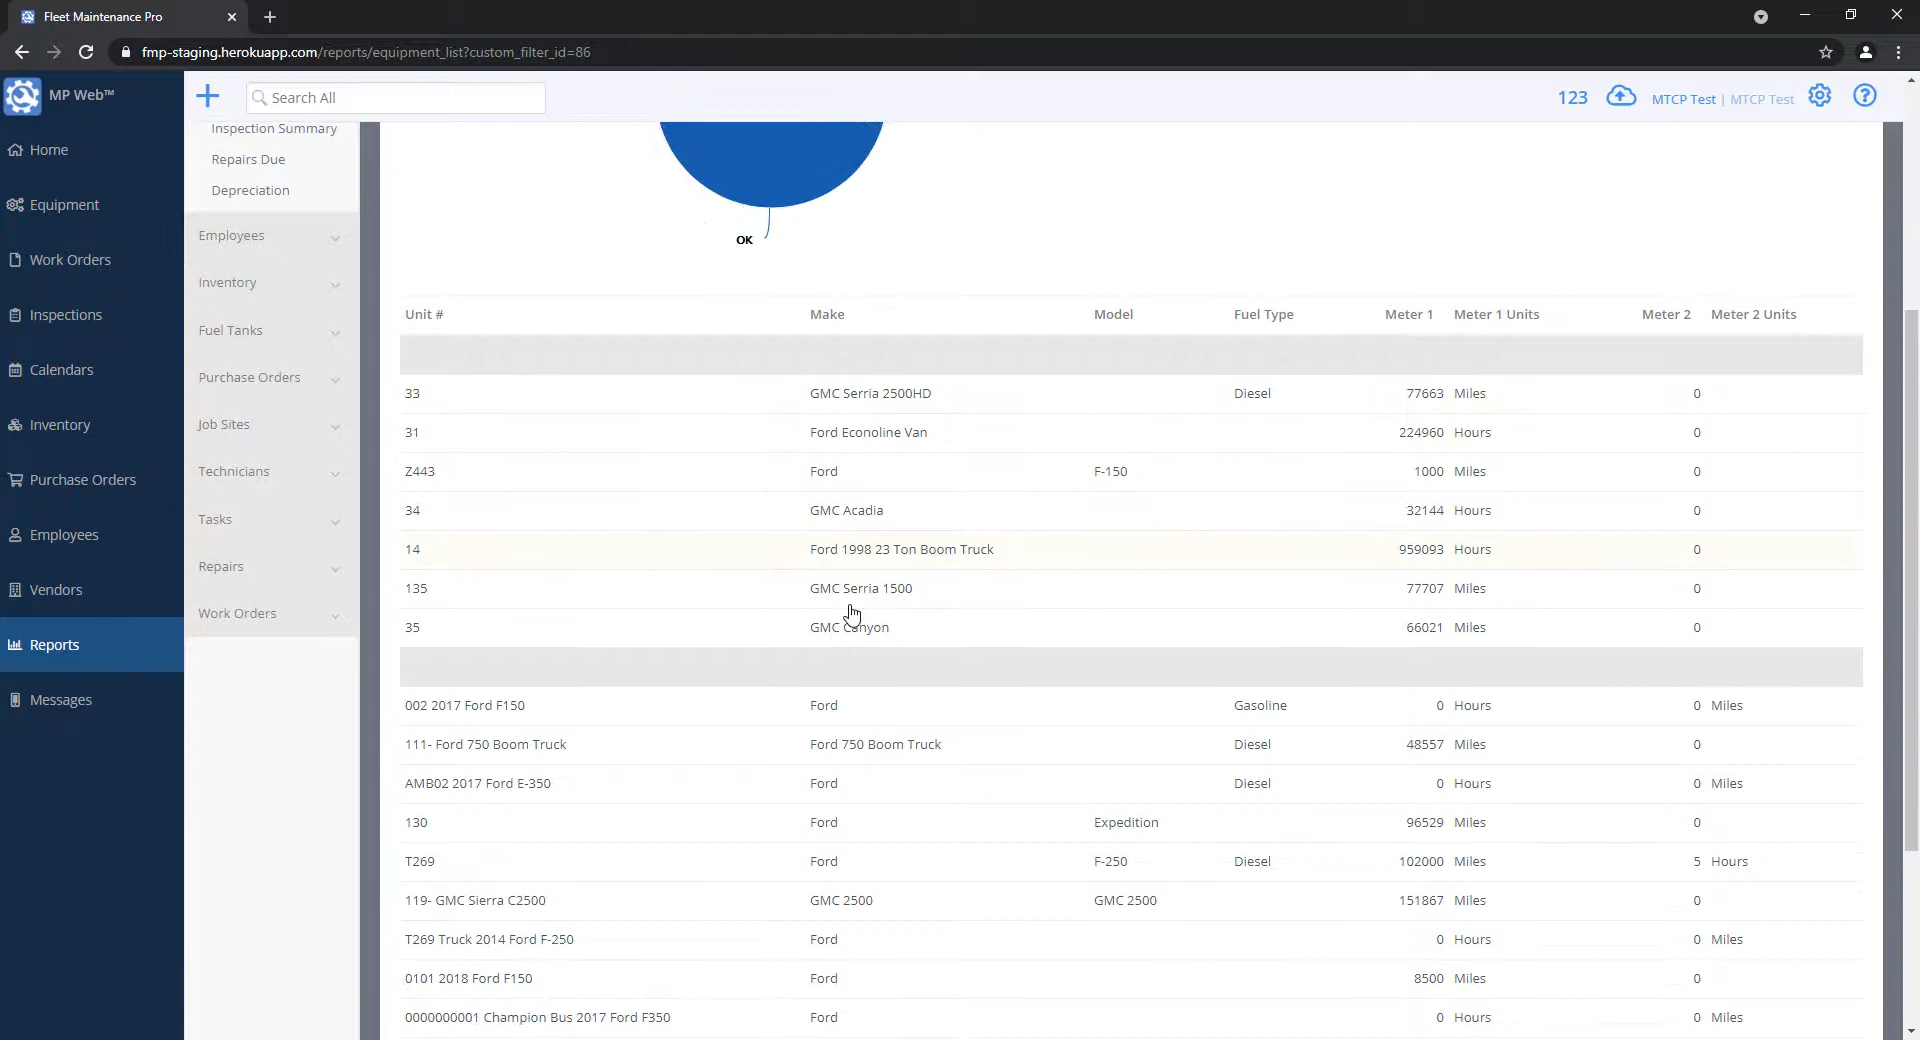 Fleet Maintenance Pro
fmp-staging.herokuapp.com/reports/equipment_list?custom_filter_id=86
MP Web™
Search All
123
MTCP Test | MTCP Test
Home
Equipment
Work Orders
Inspections
Calendars
Inventory
Purchase Orders
Employees
Vendors
Reports
Messages
Inspection Summary
Repairs Due
Depreciation
Employees
Inventory
Fuel Tanks
Purchase Orders
Job Sites
Technicians
Tasks
Repairs
Work Orders
OK
Unit # Make Model Fuel Type Meter 1 Meter 1 Units Meter 2 Meter 2 Units
33 GMC Serria 2500HD Diesel 77663 Miles 0
31 Ford Econoline Van 224960 Hours 0
Z443 Ford F-150 1000 Miles 0
34 GMC Acadia 32144 Hours 0
14 Ford 1998 23 Ton Boom Truck 959093 Hours 0
135 GMC Serria 1500 77707 Miles 0
35 GMC Canyon 66021 Miles 0
002 2017 Ford F150 Ford Gasoline 0 Hours 0 Miles
111- Ford 750 Boom Truck Ford 750 Boom Truck Diesel 48557 Miles 0
AMB02 2017 Ford E-350 Ford Diesel 0 Hours 0 Miles
130 Ford Expedition 96529 Miles 0
T269 Ford F-250 Diesel 102000 Miles 5 Hours
119- GMC Sierra C2500 GMC 2500 GMC 2500 151867 Miles 0
T269 Truck 2014 Ford F-250 Ford 0 Hours 0 Miles
0101 2018 Ford F150 Ford 8500 Miles 0
0000000001 Champion Bus 2017 Ford F350 Ford 0 Hours 0 Miles